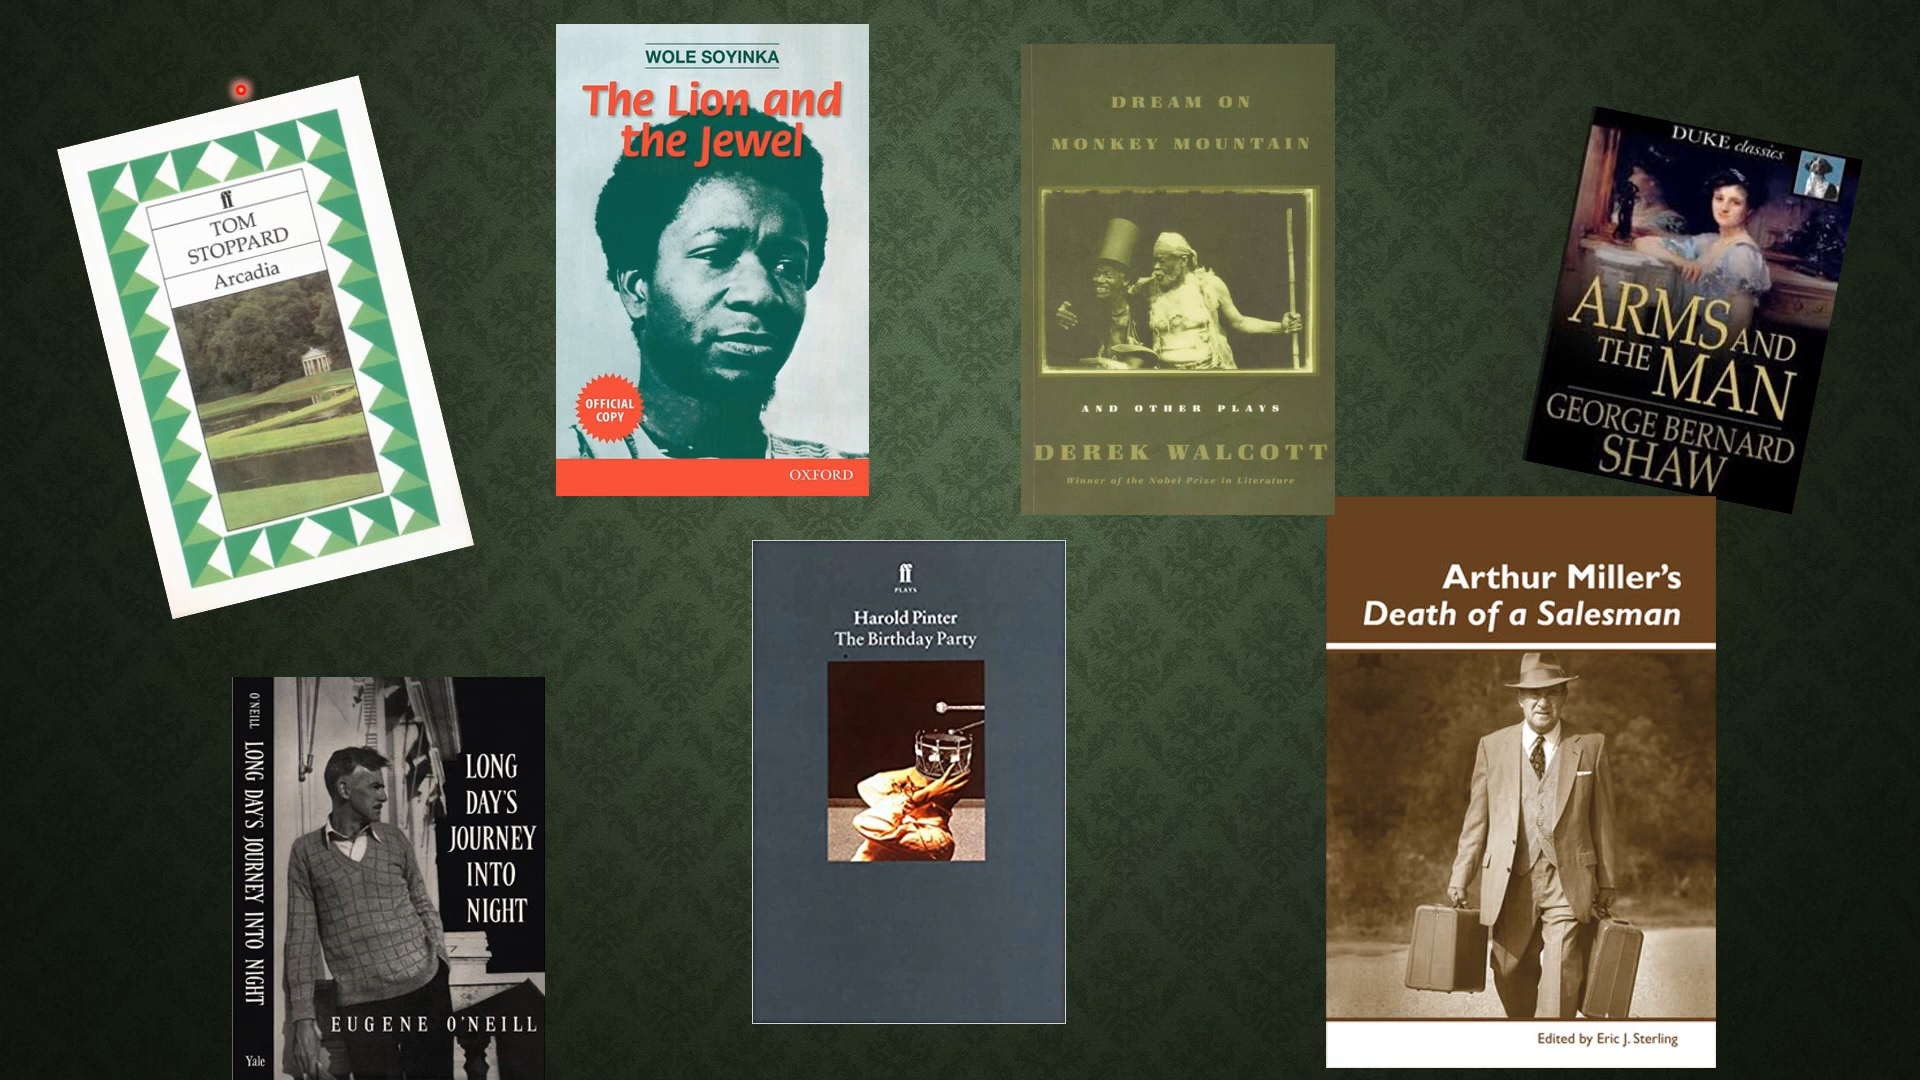 ff
TOM
STOPPARD
Arcadia
WOLE SOYINKA
The Lion and
the Jewel
OFFICIAL
COPY
OXFORD
DREAM ON
MONKEY MOUNTAIN
AND OTHER PLAYS
DEREK WALCOTT
Winner of the Nobel Prize in Literature
DUKE classics
ARMS AND
THE MAN
GEORGE BERNARD
SHAW
O'NEILL LONG DAY'S JOURNEY INTO NIGHT
Yale
LONG
DAY'S
JOURNEY
INTO
NIGHT
EUGENE O'NEILL
ff
PLAYS
Harold Pinter
The Birthday Party
Arthur Miller's
Death of a Salesman
Edited by Eric J. Sterling